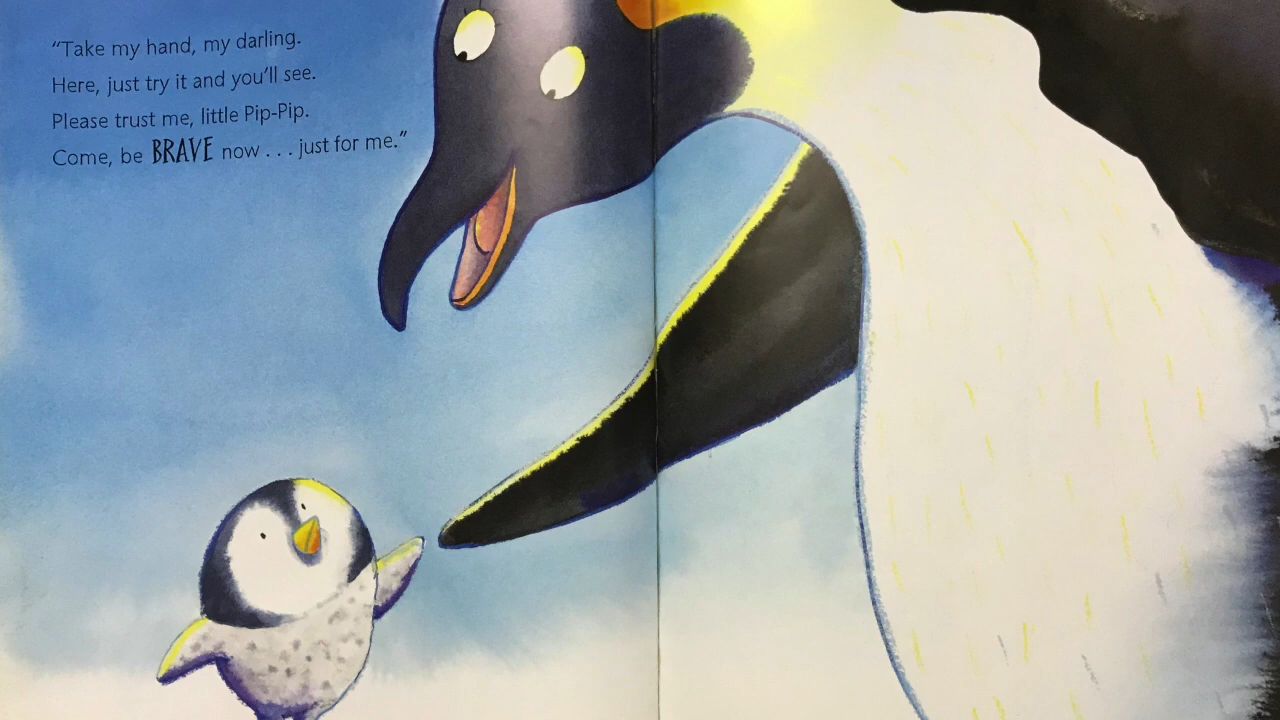 “Take my hand, my darling.
Here, just try it and you’ll see.
Please trust me, little Pip-Pip.
Come, be BRAVE now . . . just for me.”